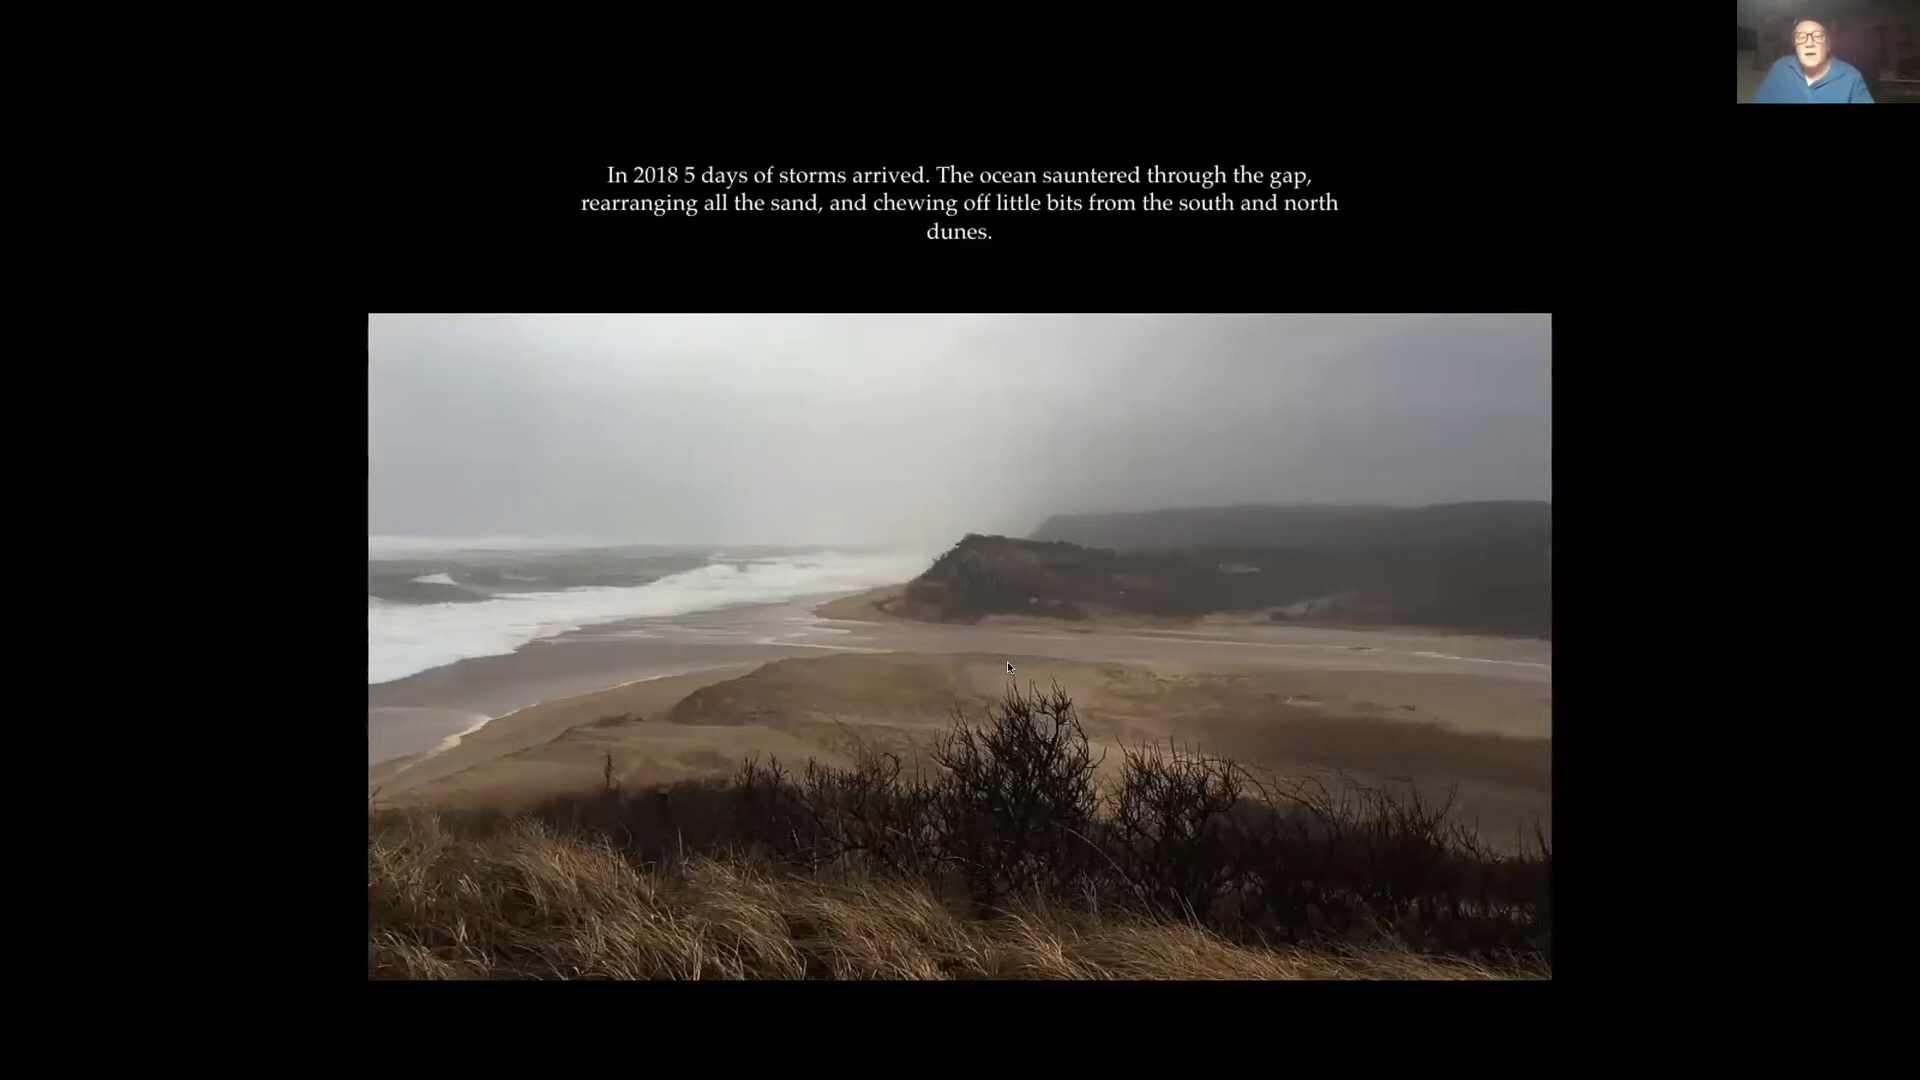 In 2018 5 days of storms arrived. The ocean sauntered through the gap,
rearranging all the sand, and chewing off little bits from the south and north
dunes.